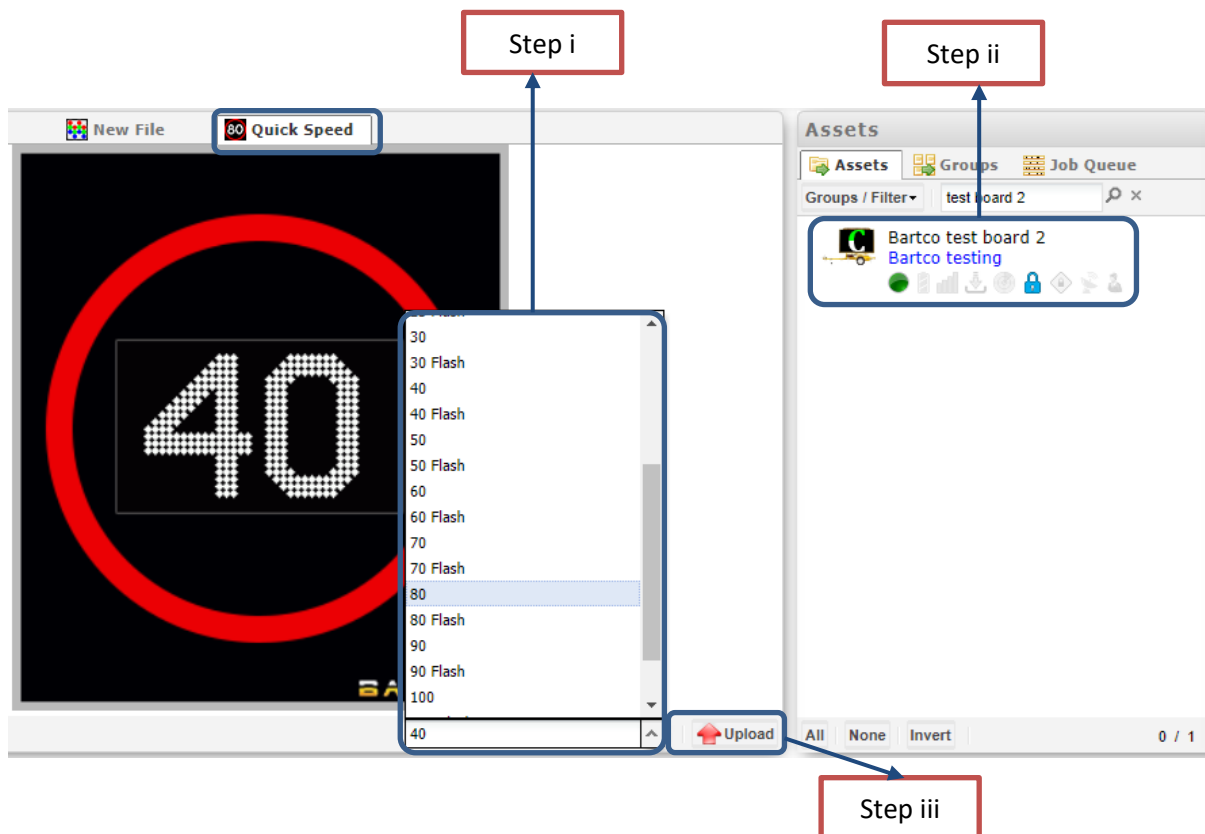 Step i
Step ii
New File
80 Quick Speed
Assets
Assets Groups Job Queue
Groups / Filter test board 2
C
Bartco test board 2
Bartco testing
40
30
30 Flash
40
40 Flash
50
50 Flash
60
60 Flash
70
70 Flash
80
80 Flash
90
90 Flash
100
BA
40
Upload
All None Invert 0 / 1
Step iii